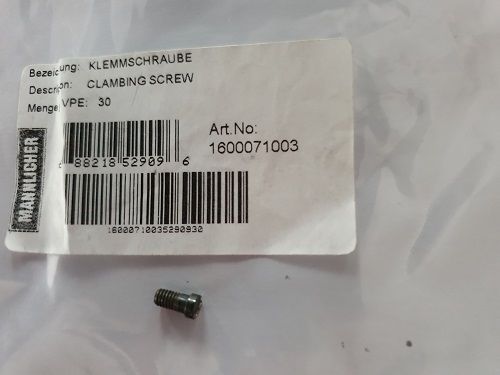 Bezeichnung: KLEMMSCHRAUBE
Description: CLAMBING SCREW
Menge/VPE: 30
Art.No:
1600071003
88218 52909 6
16000710035290930
MANNLICHER